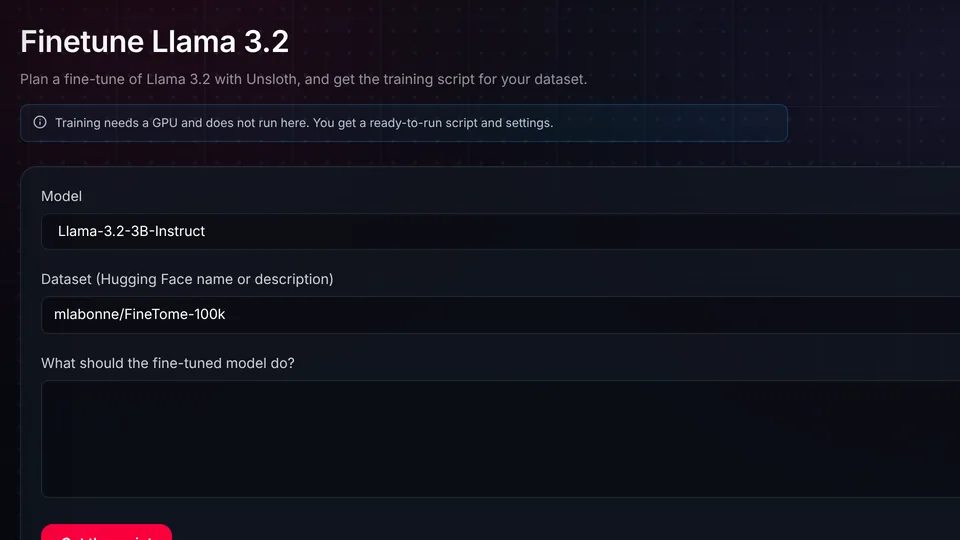 Finetune Llama 3.2
Plan a fine-tune of Llama 3.2 with Unsloth, and get the training script for your dataset.
Training needs a GPU and does not run here. You get a ready-to-run script and settings.
Model
Llama-3.2-3B-Instruct
Dataset (Hugging Face name or description)
mlabonne/FineTome-100k
What should the fine-tuned model do?